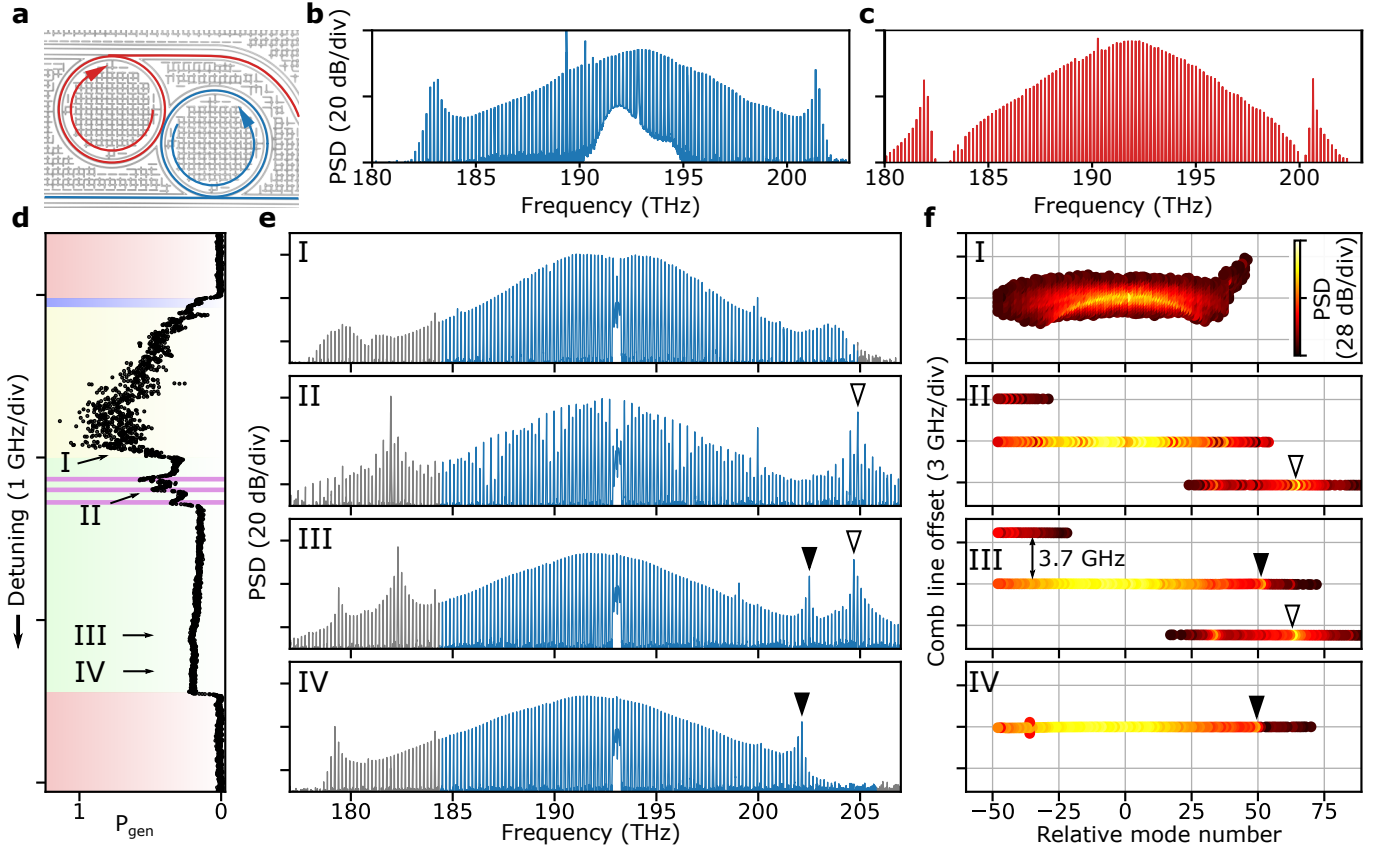 a
b
c
PSD (20 dB/div)
180
185
190
195
200
Frequency (THz)
180
185
190
195
200
Frequency (THz)
d
e
f
Detuning (1 GHz/div)
I
II
III
IV
1
0
P_gen
PSD (20 dB/div)
I
II
III
IV
180
185
190
195
200
205
Frequency (THz)
Comb line offset (3 GHz/div)
I
PSD
(28 dB/div)
II
III
3.7 GHz
IV
−50
−25
0
25
50
75
Relative mode number